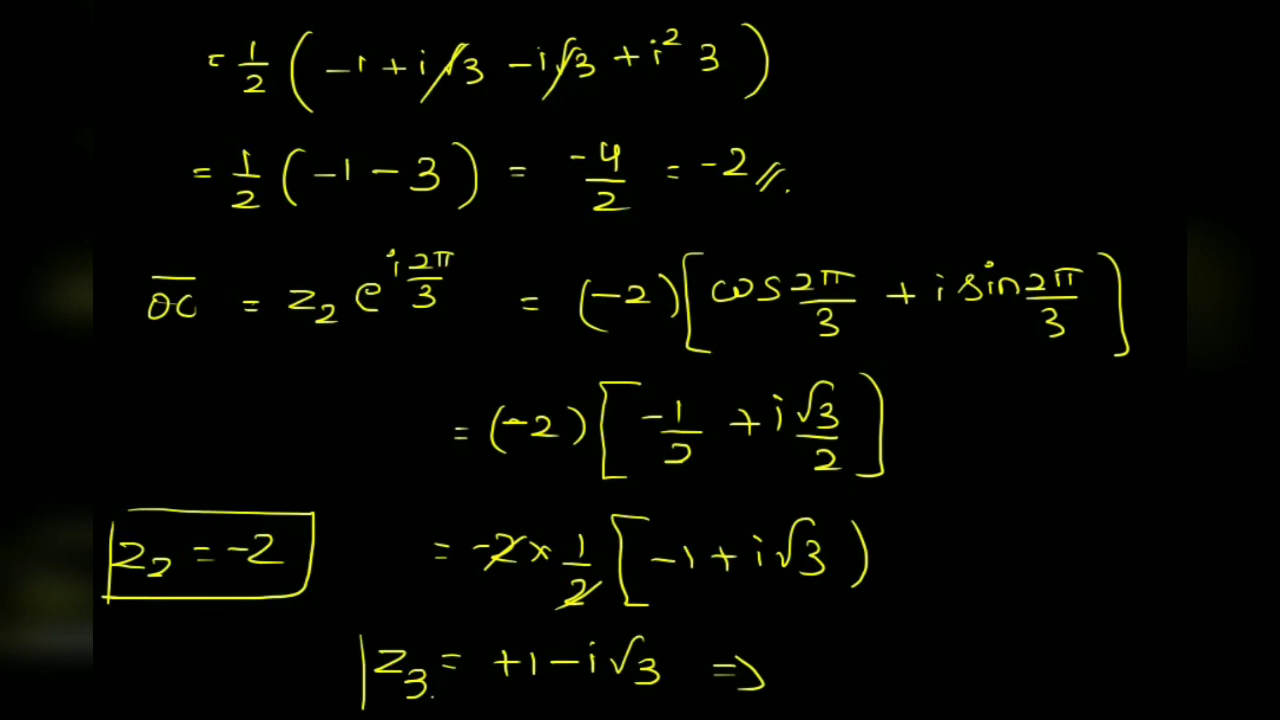 = 1/2 ( -1 + i√3 - i√3 + i² 3 )
= 1/2 ( -1 - 3 ) = -4/2 = -2 //.
OC = z₂ e^(i 2π/3) = (-2) [ cos 2π/3 + i sin 2π/3 ]
= (-2) [ -1/2 + i √3/2 ]
z₂ = -2 = -2 × 1/2 [ -1 + i√3 )
z₃ = +1 - i√3 ⇒